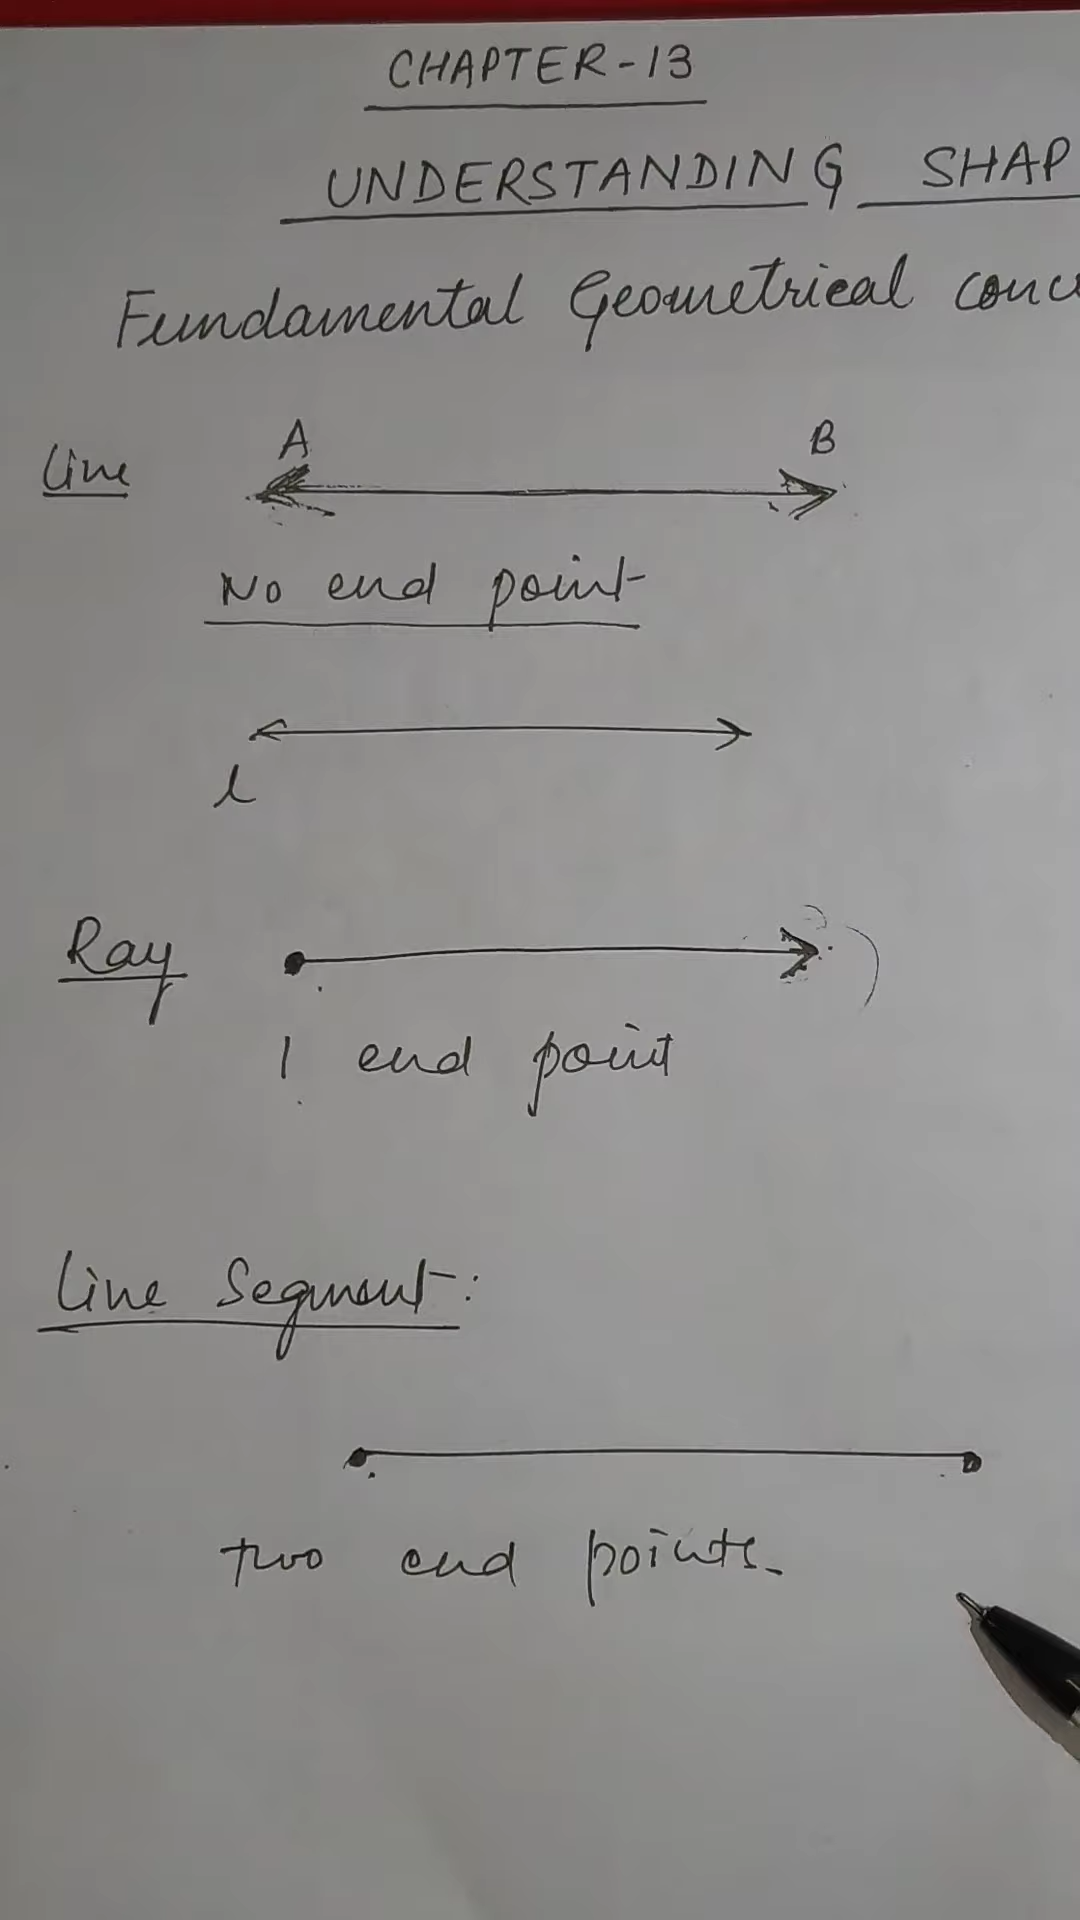 CHAPTER-13
UNDERSTANDING SHAP
Fundamental Geometrical conc
Line A B
No end point
l
Ray
1 end point
Line Segment:
two end points.